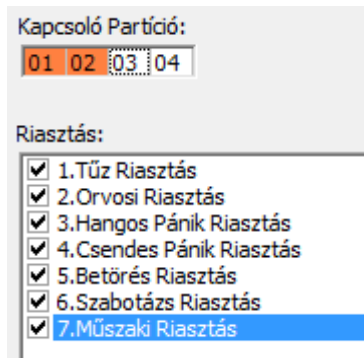 Kapcsoló Partíció:
01 02 03 04
Riasztás:
1.Tűz Riasztás
2.Orvosi Riasztás
3.Hangos Pánik Riasztás
4.Csendes Pánik Riasztás
5.Betörés Riasztás
6.Szabotázs Riasztás
7.Műszaki Riasztás